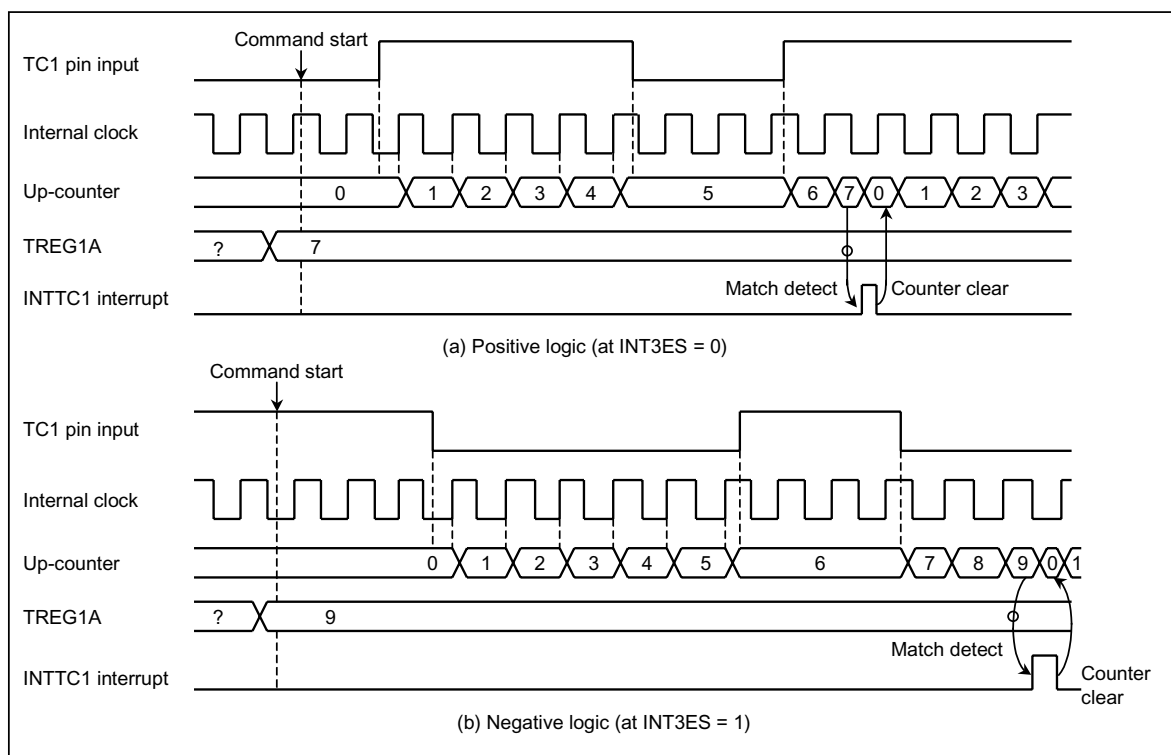 Command start
TC1 pin input
Internal clock
Up-counter 0 1 2 3 4 5 6 7 0 1 2 3
TREG1A ? 7
Match detect Counter clear
INTTC1 interrupt
(a) Positive logic (at INT3ES = 0)
Command start
TC1 pin input
Internal clock
Up-counter 0 1 2 3 4 5 6 7 8 9 0 1
TREG1A ? 9
Match detect
INTTC1 interrupt Counter
clear
(b) Negative logic (at INT3ES = 1)